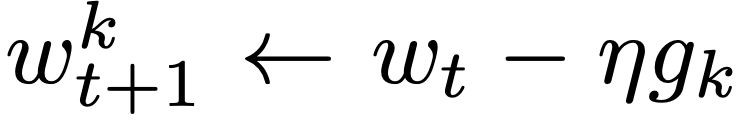 w_{t+1}^k ← w_t − ηg_k